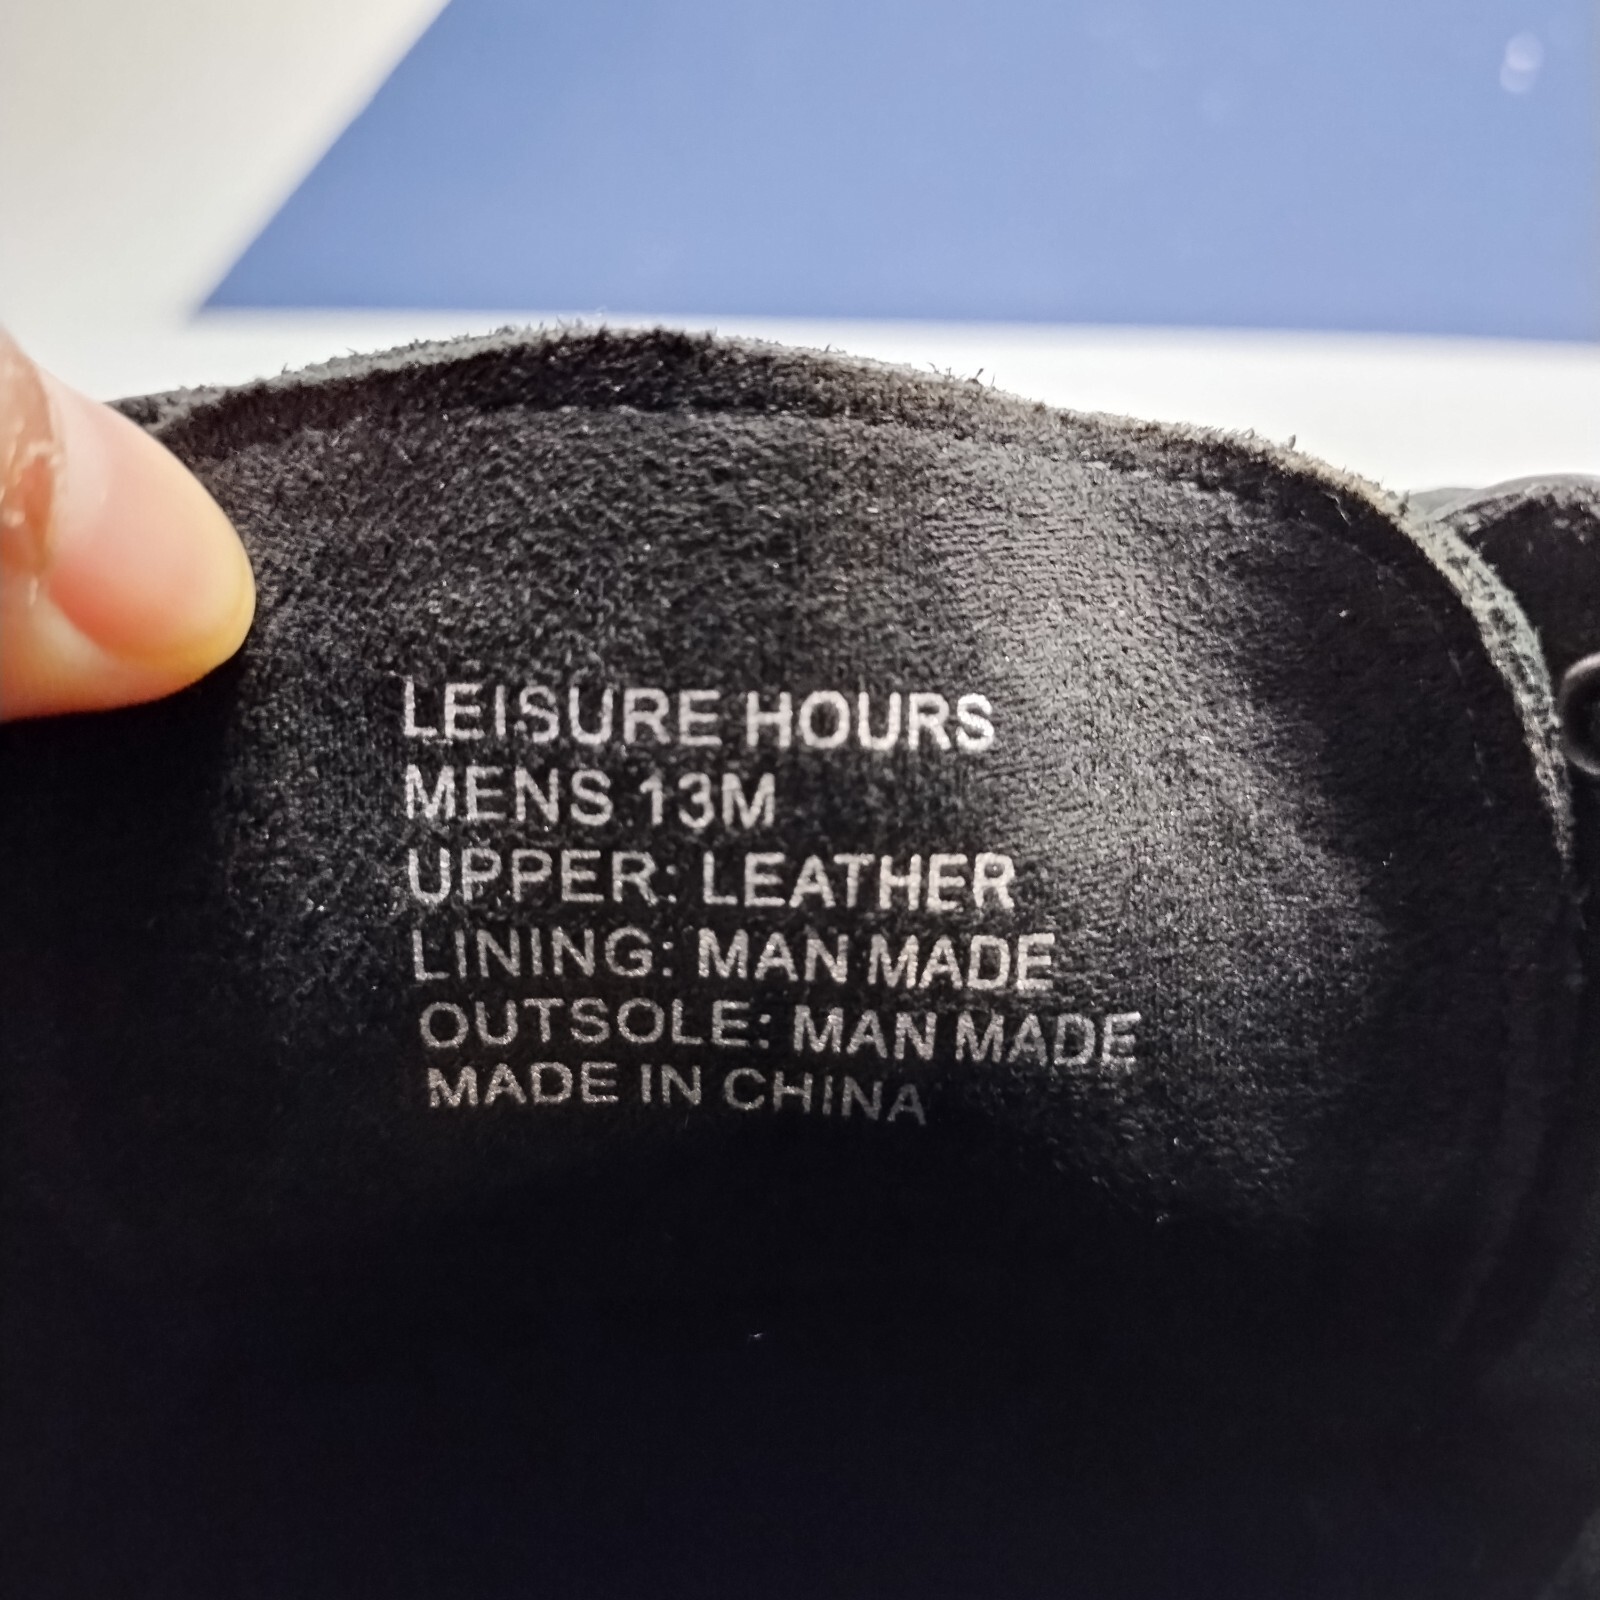 LEISURE HOURS
MENS 13M
UPPER: LEATHER
LINING: MAN MADE
OUTSOLE: MAN MADE
MADE IN CHINA